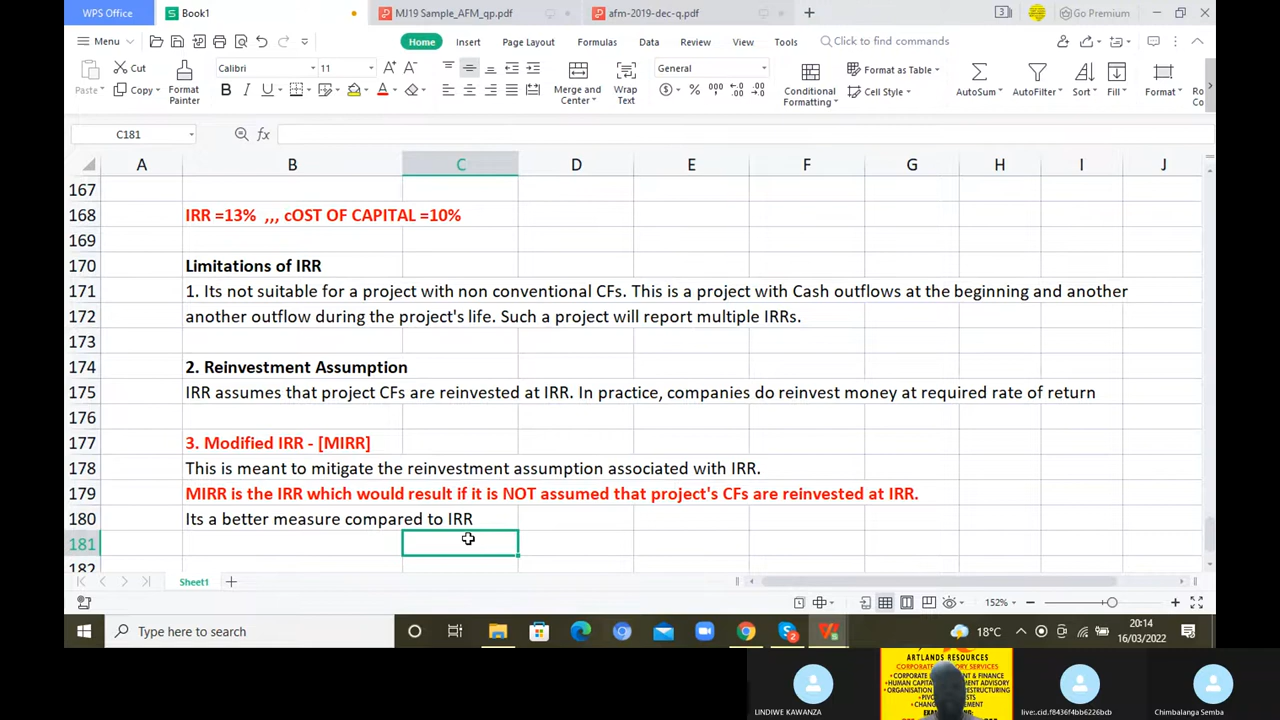 WPS Office
Book1
MJ19 Sample_AFM_qp.pdf
afm-2019-dec-q.pdf
3
Go Premium
Menu
Home
Insert
Page Layout
Formulas
Data
Review
View
Tools
Click to find commands
Paste
Cut
Copy
Format Painter
Calibri
11
B I U A
Merge and Center
Wrap Text
General
Conditional Formatting
Format as Table
Cell Style
AutoSum
AutoFilter
Sort
Fill
Format
C181
fx
A B C D E F G H I J
167
168 IRR =13% ,,, cOST OF CAPITAL =10%
169
170 Limitations of IRR
171 1. Its not suitable for a project with non conventional CFs. This is a project with Cash outflows at the beginning and another
172 another outflow during the project's life. Such a project will report multiple IRRs.
173
174 2. Reinvestment Assumption
175 IRR assumes that project CFs are reinvested at IRR. In practice, companies do reinvest money at required rate of return
176
177 3. Modified IRR - [MIRR]
178 This is meant to mitigate the reinvestment assumption associated with IRR.
179 MIRR is the IRR which would result if it is NOT assumed that project's CFs are reinvested at IRR.
180 Its a better measure compared to IRR
181
182
Sheet1
152%
Type here to search
18°C
20:14
16/03/2022
ARTLANDS RESOURCES
LINDIWE KAWANZA
live:.cid.f8436f4bb6226bcb
Chimbalanga Semba